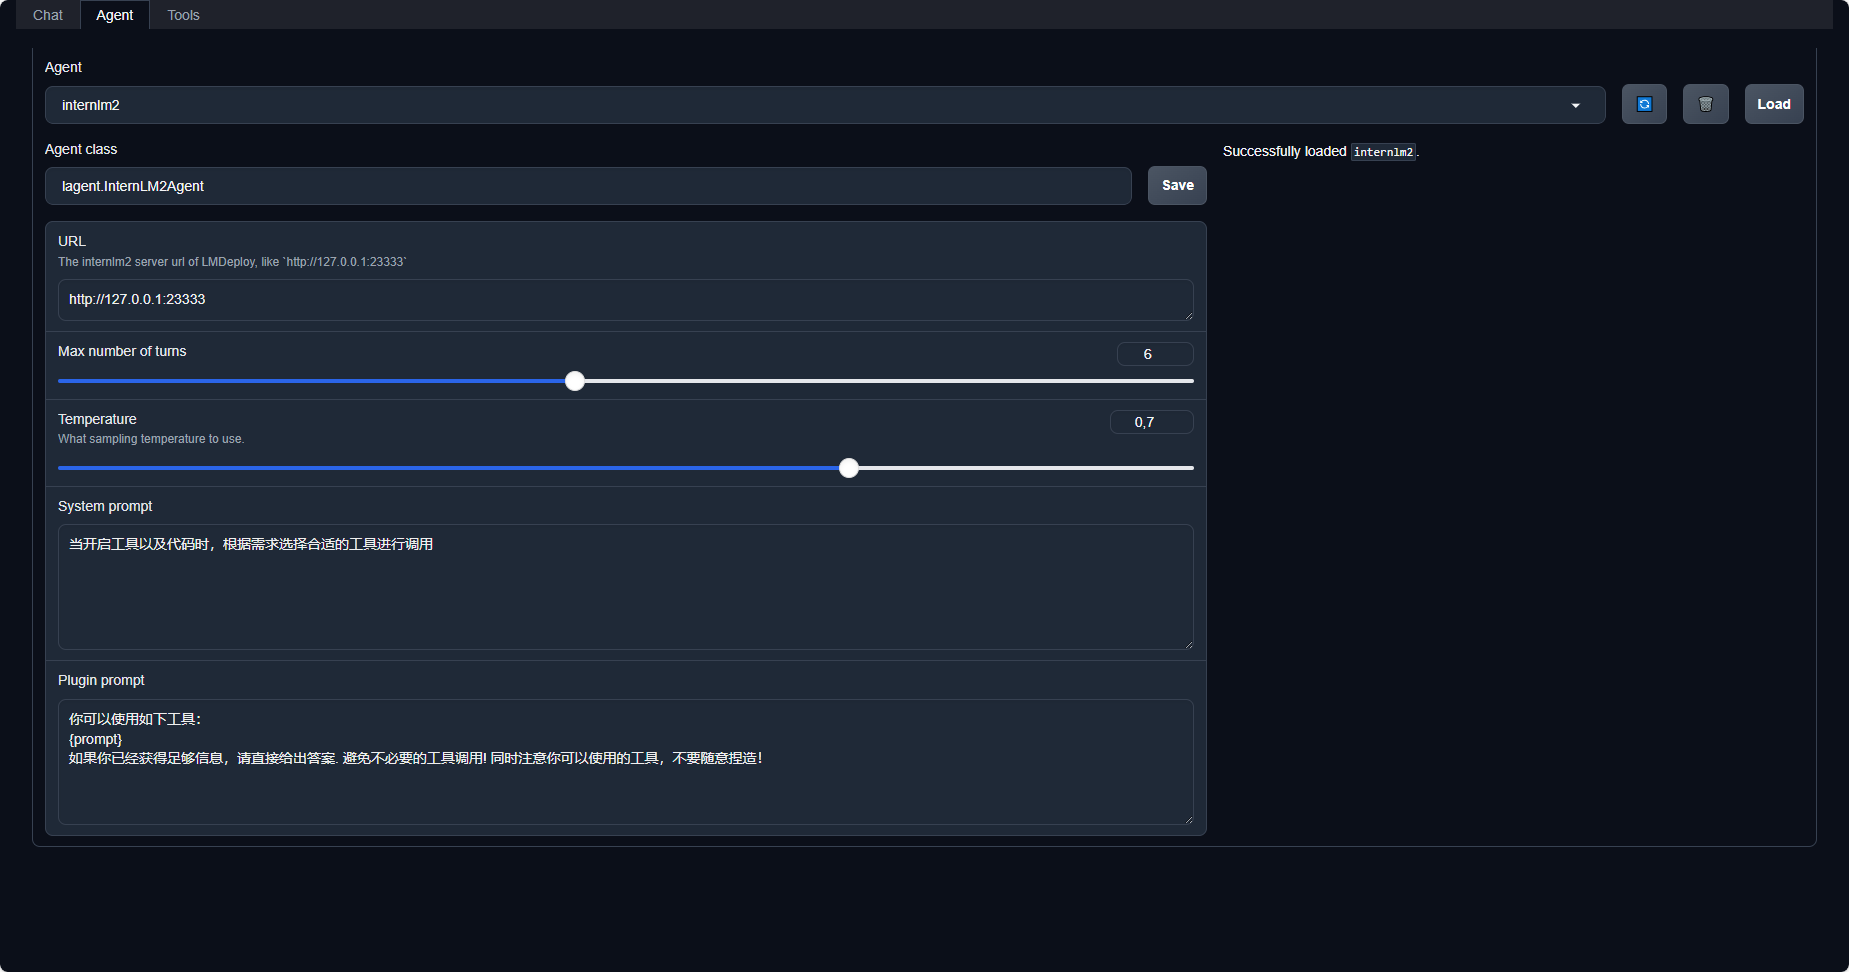 Chat
Agent
Tools
Agent
internlm2
Load
Agent class
lagent.InternLM2Agent
Save
Successfully loaded internlm2.
URL
The internlm2 server url of LMDeploy, like `http://127.0.0.1:23333`
http://127.0.0.1:23333
Max number of turns
6
Temperature
0,7
What sampling temperature to use.
System prompt
当开启工具以及代码时，根据需求选择合适的工具进行调用
Plugin prompt
你可以使用如下工具：
{prompt}
如果你已经获得足够信息，请直接给出答案. 避免不必要的工具调用! 同时注意你可以使用的工具，不要随意捏造！